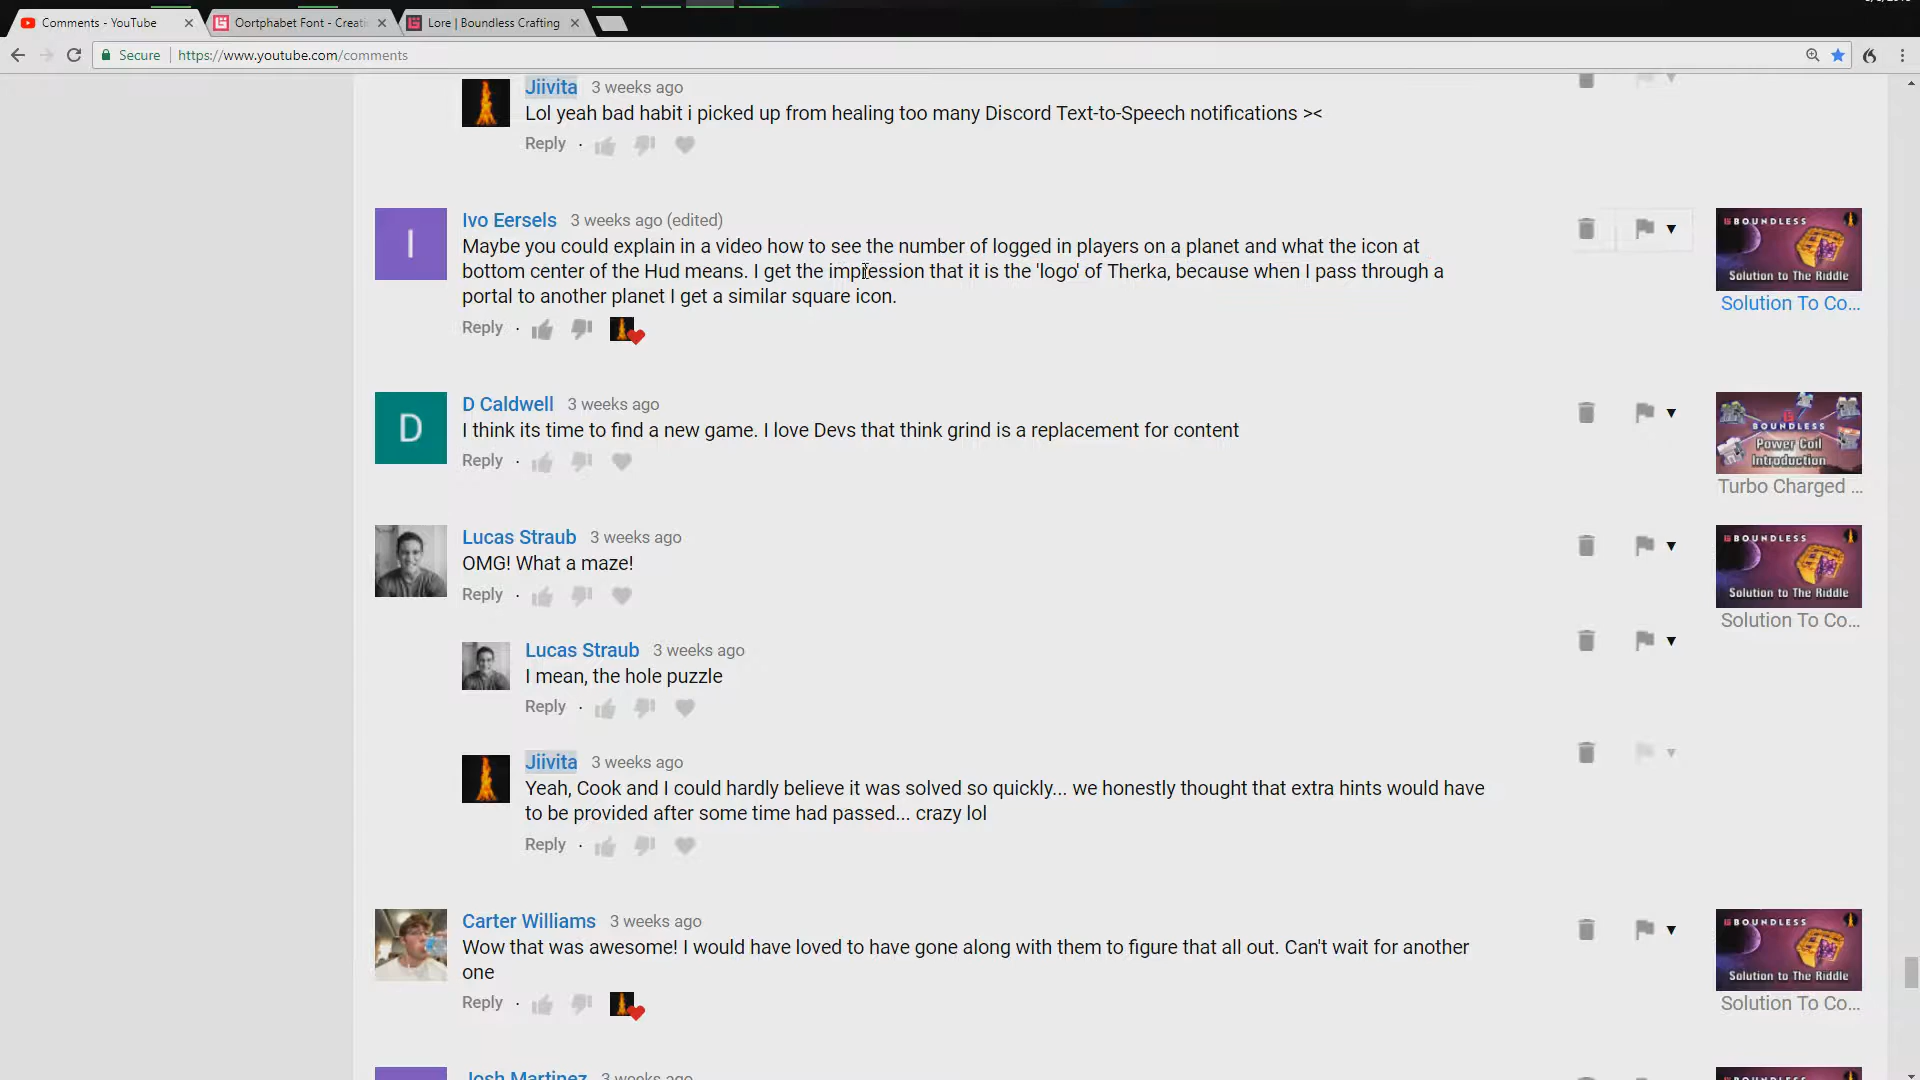 Comments - YouTube
Oortphabet Font - Creati
Lore | Boundless Crafting
Secure
https://www.youtube.com/comments
Jiivita 3 weeks ago
Lol yeah bad habit i picked up from healing too many Discord Text-to-Speech notifications ><
Reply ·
I
Ivo Eersels 3 weeks ago (edited)
Maybe you could explain in a video how to see the number of logged in players on a planet and what the icon at
bottom center of the Hud means. I get the impression that it is the 'logo' of Therka, because when I pass through a
portal to another planet I get a similar square icon.
Reply ·
BOUNDLESS
Solution to The Riddle
Solution To Co...
D
D Caldwell 3 weeks ago
I think its time to find a new game. I love Devs that think grind is a replacement for content
Reply ·
BOUNDLESS
Power Coil
Introduction
Turbo Charged ...
Lucas Straub 3 weeks ago
OMG! What a maze!
Reply ·
BOUNDLESS
Solution to The Riddle
Solution To Co...
Lucas Straub 3 weeks ago
I mean, the hole puzzle
Reply ·
Jiivita 3 weeks ago
Yeah, Cook and I could hardly believe it was solved so quickly... we honestly thought that extra hints would have
to be provided after some time had passed... crazy lol
Reply ·
Carter Williams 3 weeks ago
Wow that was awesome! I would have loved to have gone along with them to figure that all out. Can't wait for another
one
Reply ·
BOUNDLESS
Solution to The Riddle
Solution To Co...
Josh Martinez 3 weeks ago